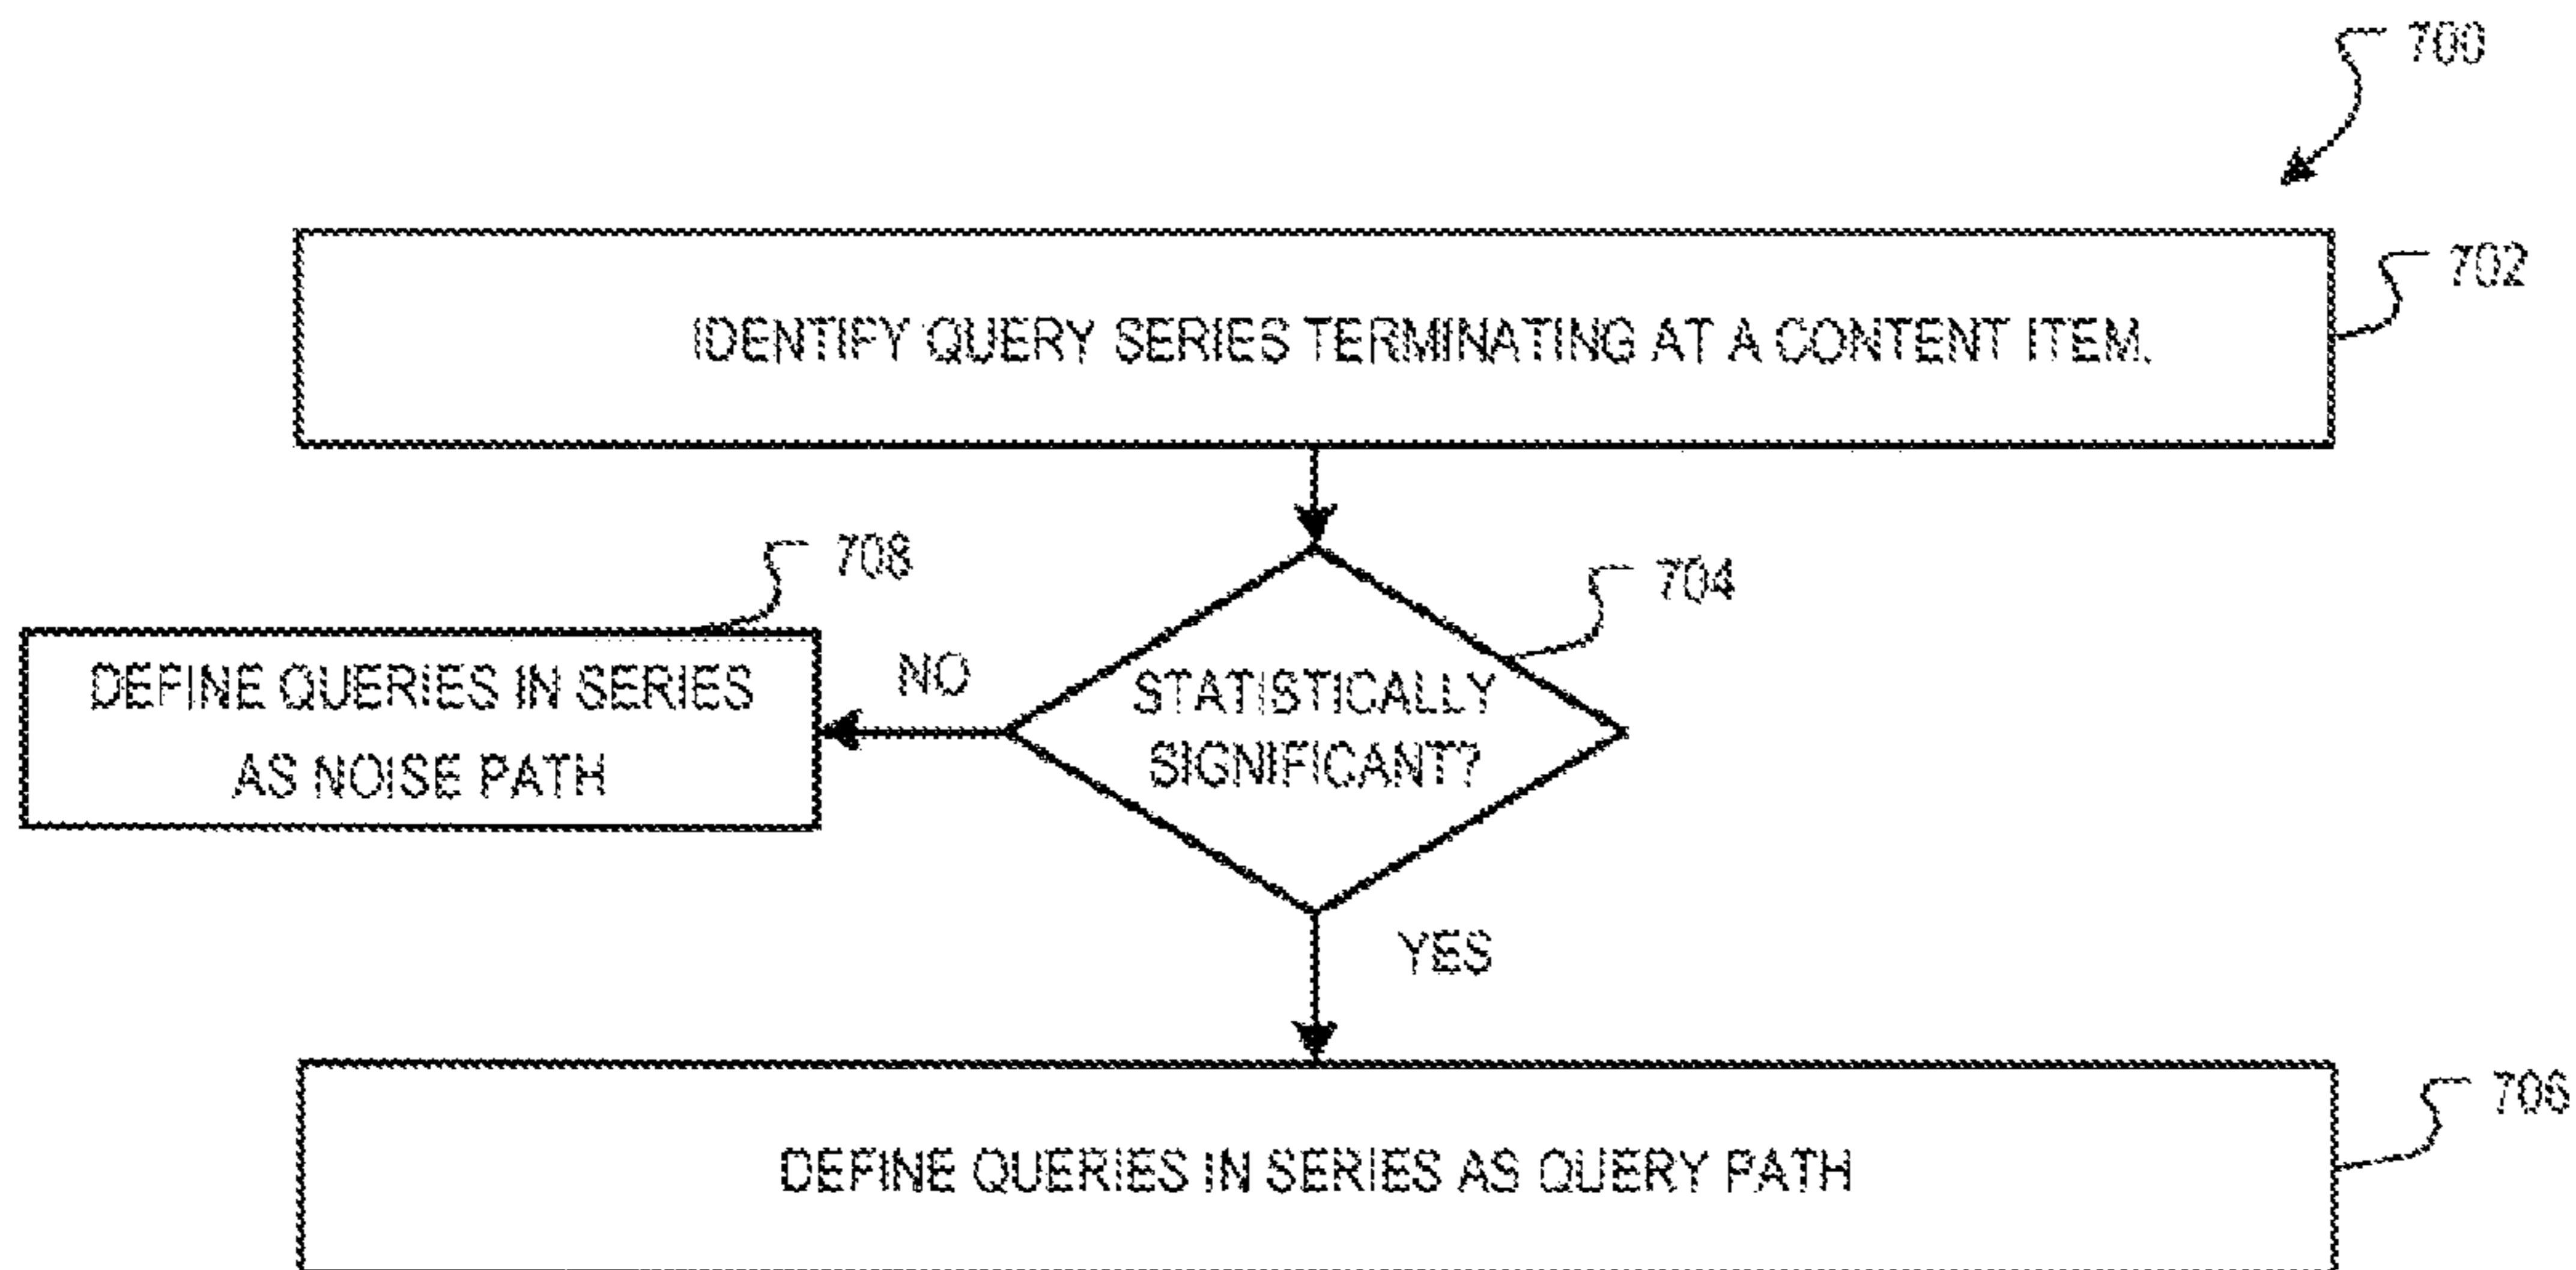 700
IDENTIFY QUERY SERIES TERMINATING AT A CONTENT ITEM.
702
708
704
DEFINE QUERIES IN SERIES
AS NOISE PATH
NO
STATISTICALLY
SIGNIFICANT?
YES
706
DEFINE QUERIES IN SERIES AS QUERY PATH